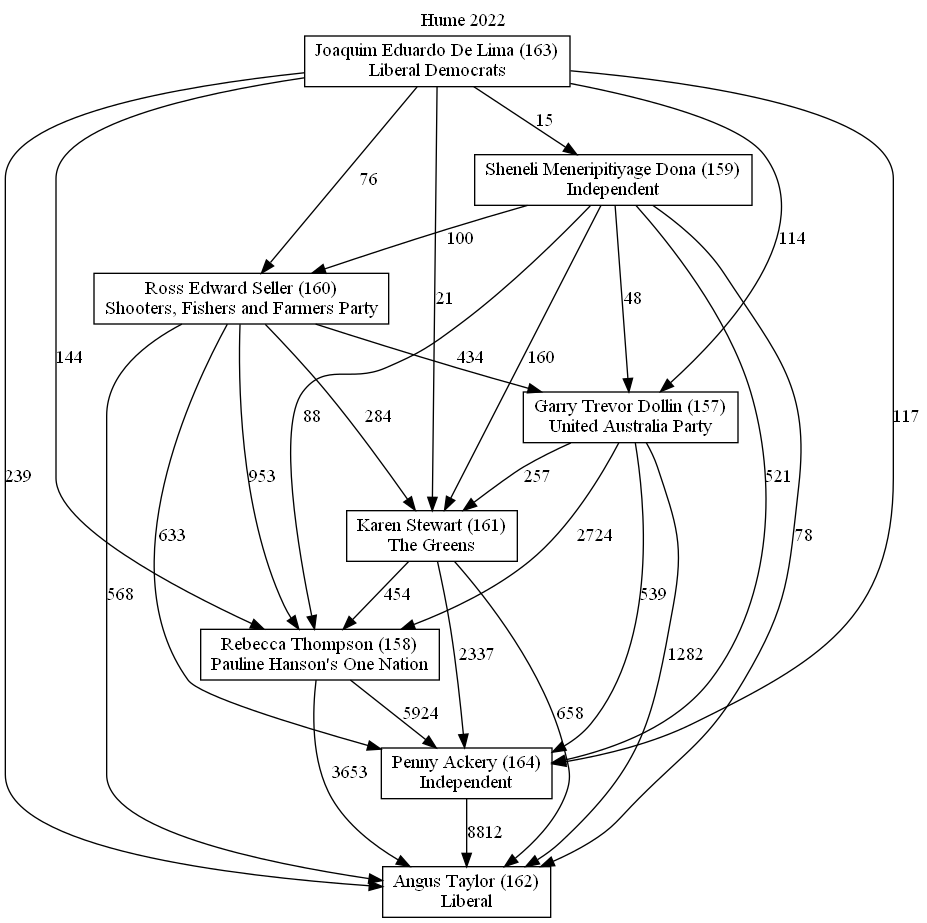 Hume 2022
Joaquim Eduardo De Lima (163)
Liberal Democrats
15
Sheneli Meneripitiyage Dona (159)
Independent
76
100
114
Ross Edward Seller (160)
Shooters, Fishers and Farmers Party
21
48
144
434
160
Garry Trevor Dollin (157)
United Australia Party
88
284
117
239
953
257
521
Karen Stewart (161)
The Greens
633
2724
78
568
454
539
Rebecca Thompson (158)
Pauline Hanson's One Nation
2337
1282
5924
658
3653
Penny Ackery (164)
Independent
8812
Angus Taylor (162)
Liberal